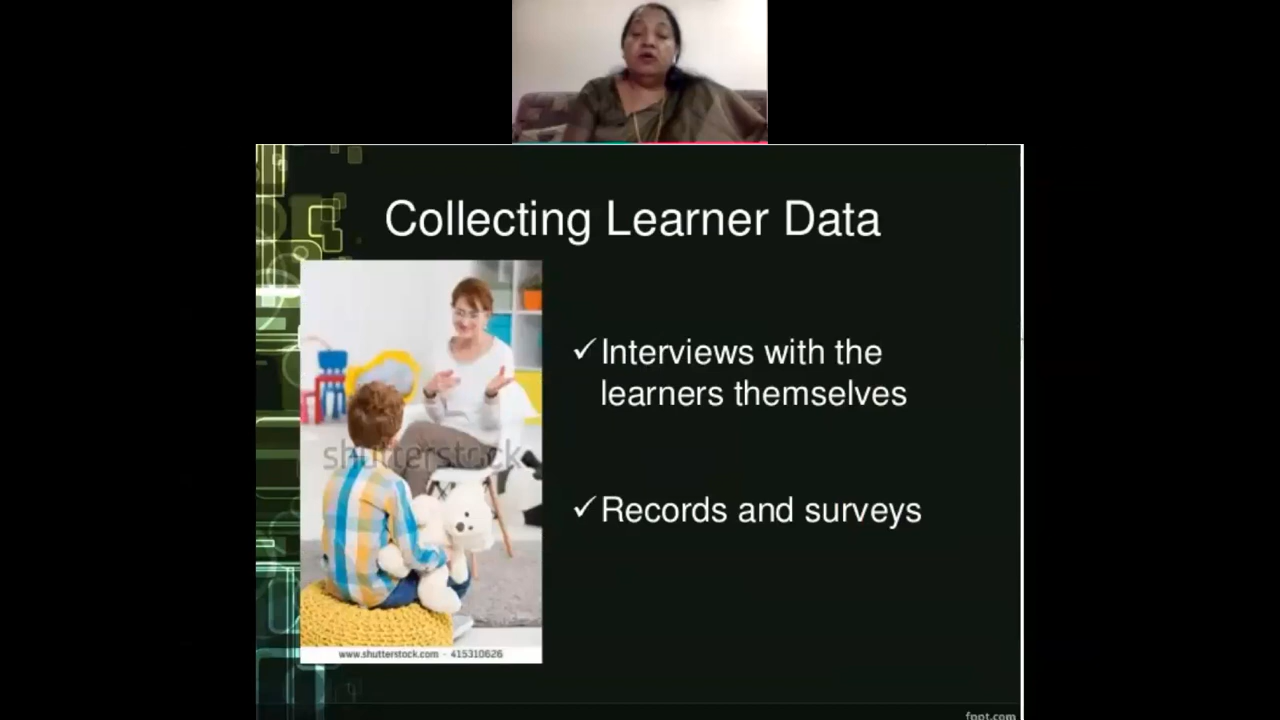 Collecting Learner Data
✓Interviews with the
learners themselves
shutterstock
✓Records and surveys
www.shutterstock.com · 415310626
fppt.com